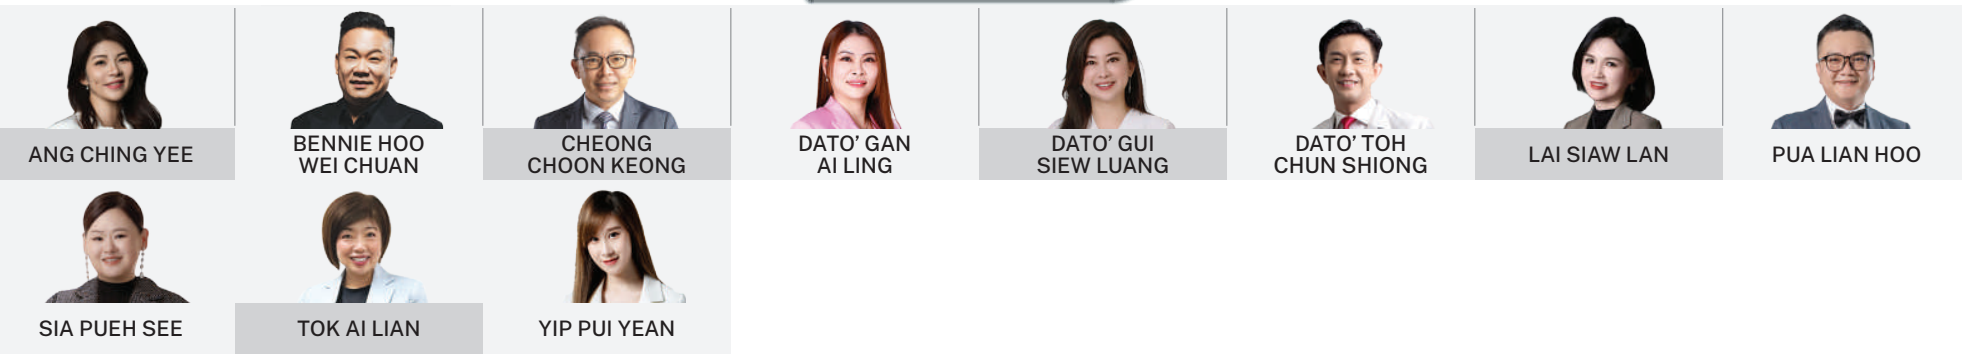 ANG CHING YEE
BENNIE HOO
WEI CHUAN
CHEONG
CHOON KEONG
DATO’ GAN
AI LING
DATO’ GUI
SIEW LUANG
DATO’ TOH
CHUN SHIONG
LAI SIAW LAN
PUA LIAN HOO
SIA PUEH SEE
TOK AI LIAN
YIP PUI YEAN